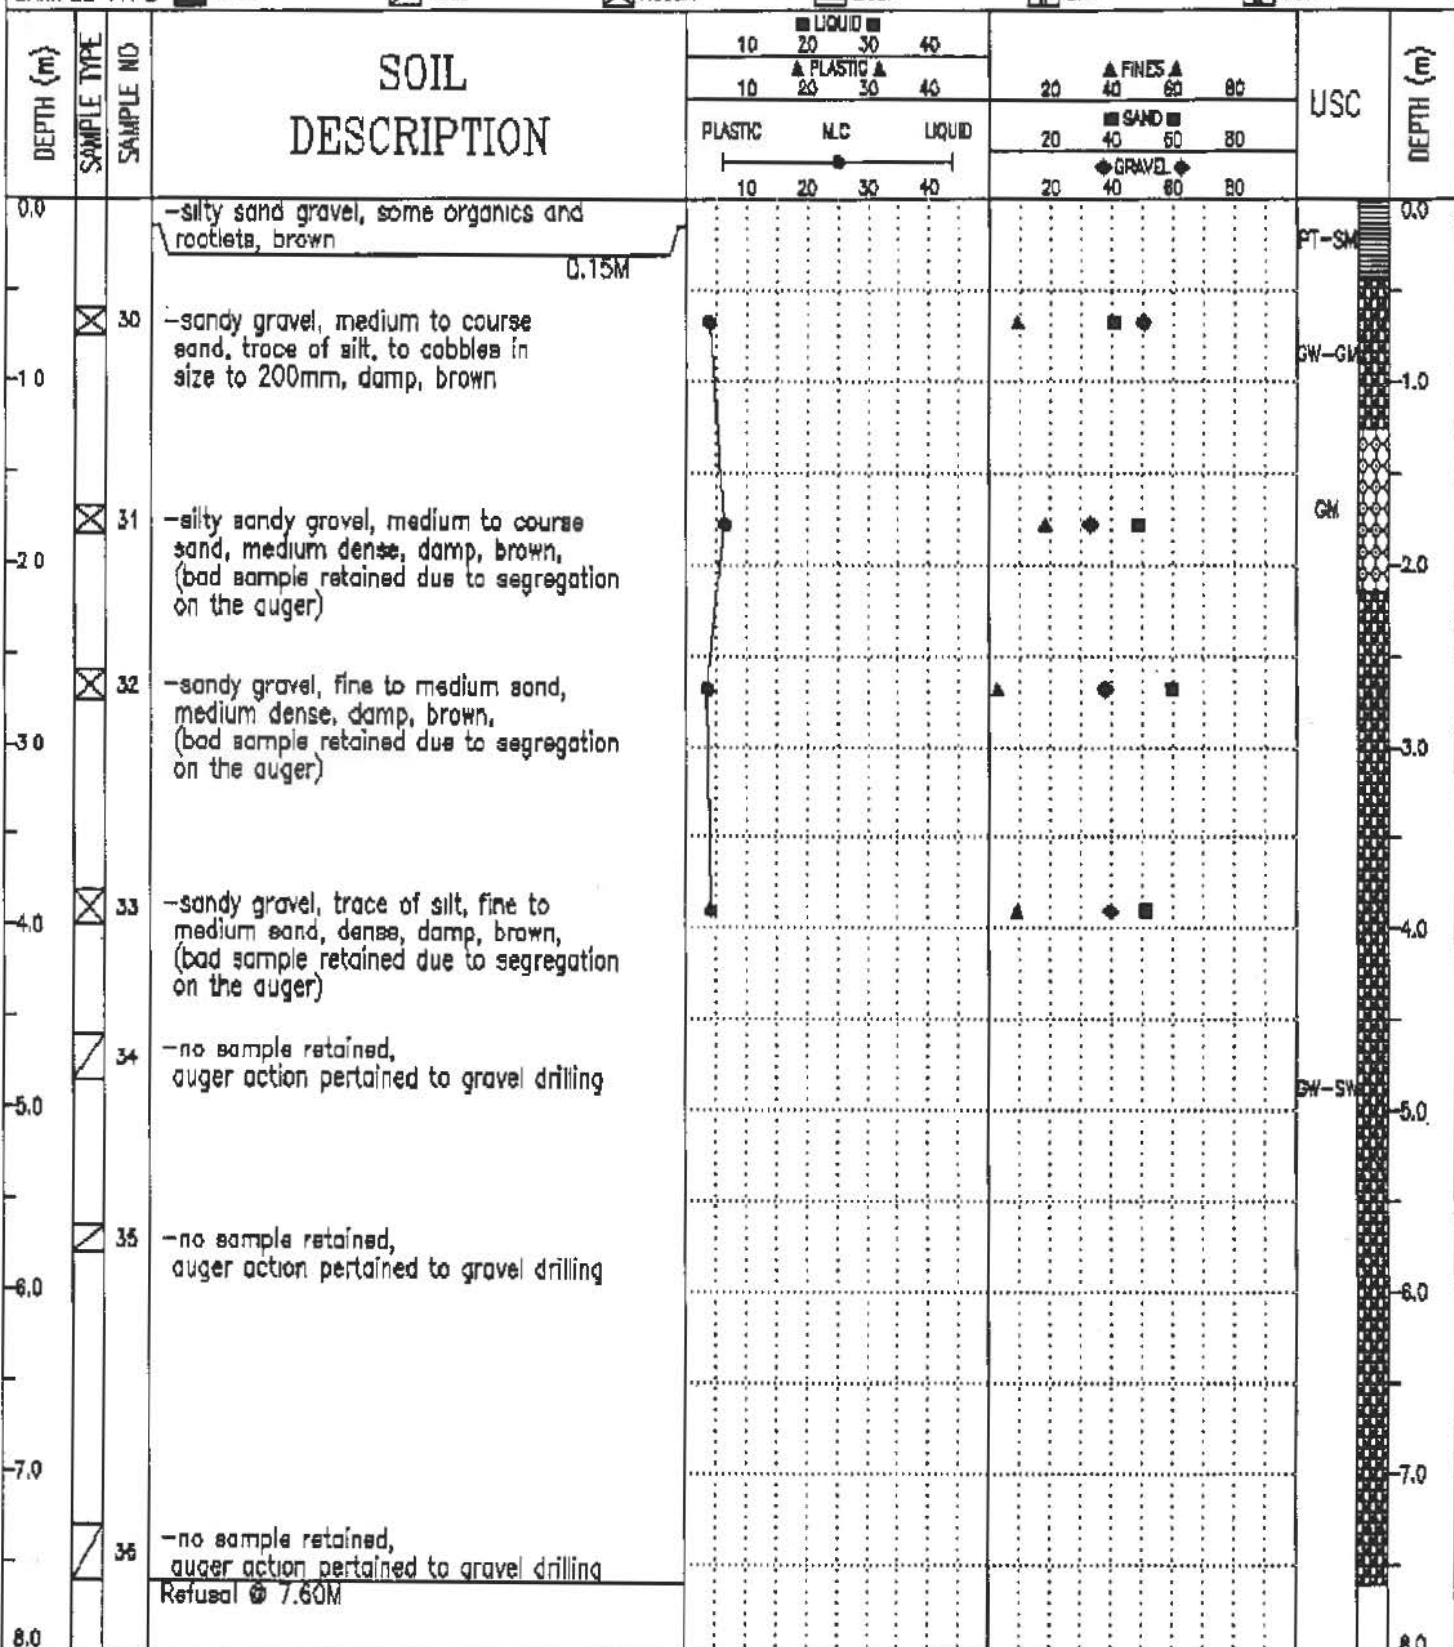 DEPTH (m)
SAMPLE TYPE
SAMPLE NO
SOIL
DESCRIPTION
■ LIQUID ■
10 20 30 40
▲ PLASTIC ▲
10 20 30 40
PLASTIC M.C LIQUID
10 20 30 40
▲ FINES ▲
20 40 60 80
■ SAND ■
20 40 60 80
◆ GRAVEL ◆
20 40 60 80
USC
DEPTH (m)
0.0
-silty sand gravel, some organics and
rootlets, brown
0.15M
PT-SM
0.0
30
-sandy gravel, medium to course
sand, trace of silt, to cobbles in
size to 200mm, damp, brown
GW-GM
1.0
1.0
31
-silty sandy gravel, medium to course
sand, medium dense, damp, brown,
(bad sample retained due to segregation
on the auger)
GM
2.0
2.0
32
-sandy gravel, fine to medium sand,
medium dense, damp, brown,
(bad sample retained due to segregation
on the auger)
3.0
3.0
33
-sandy gravel, trace of silt, fine to
medium sand, dense, damp, brown,
(bad sample retained due to segregation
on the auger)
4.0
4.0
34
-no sample retained,
auger action pertained to gravel drilling
GW-SW
5.0
5.0
35
-no sample retained,
auger action pertained to gravel drilling
6.0
6.0
7.0
7.0
36
-no sample retained,
auger action pertained to gravel drilling
Refusal @ 7.60M
8.0
8.0